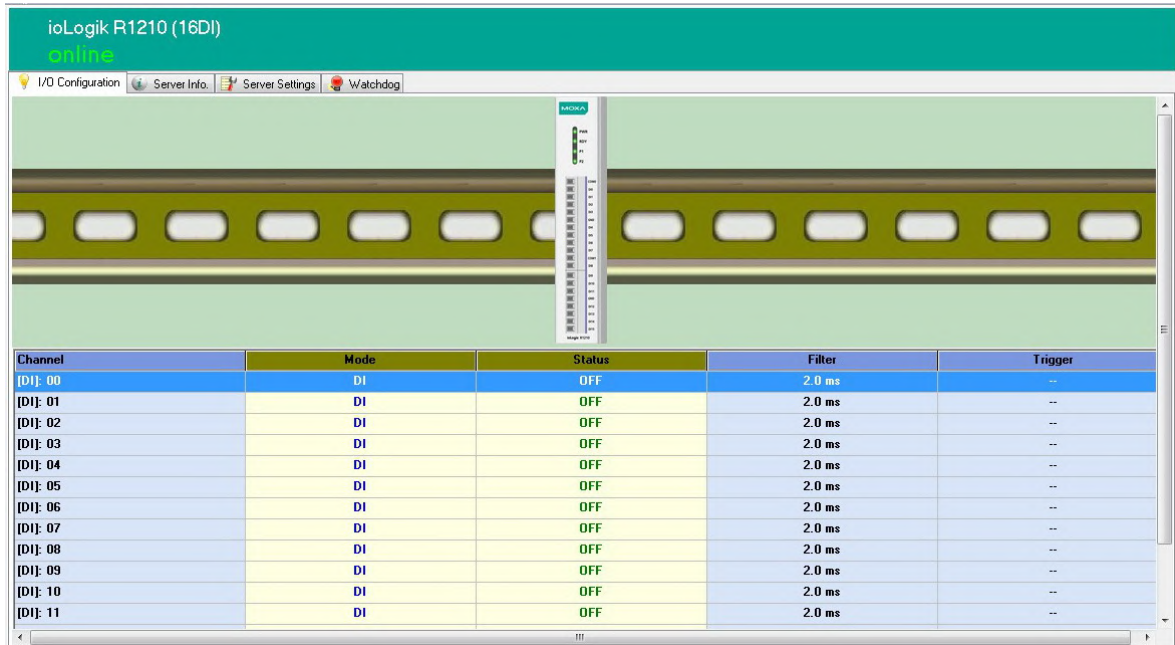 ioLogik R1210 (16DI)
online
I/O Configuration Server Info. Server Settings Watchdog
MOXA
PWR
RDY
P1
P2
Channel Mode Status Filter Trigger
[DI]: 00 DI OFF 2.0 ms --
[DI]: 01 DI OFF 2.0 ms --
[DI]: 02 DI OFF 2.0 ms --
[DI]: 03 DI OFF 2.0 ms --
[DI]: 04 DI OFF 2.0 ms --
[DI]: 05 DI OFF 2.0 ms --
[DI]: 06 DI OFF 2.0 ms --
[DI]: 07 DI OFF 2.0 ms --
[DI]: 08 DI OFF 2.0 ms --
[DI]: 09 DI OFF 2.0 ms --
[DI]: 10 DI OFF 2.0 ms --
[DI]: 11 DI OFF 2.0 ms --